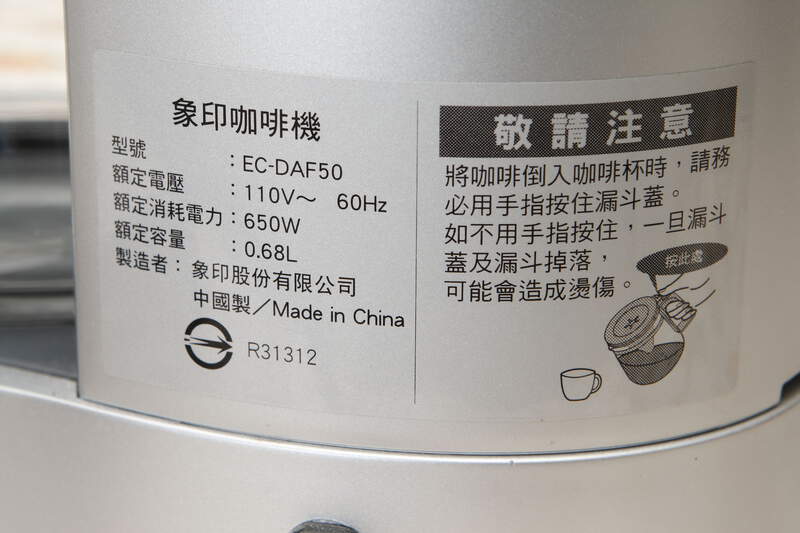 象印咖啡機
型號：EC-DAF50
額定電壓：110V～ 60Hz
額定消耗電力：650W
額定容量：0.68L
製造者：象印股份有限公司
中國製／Made in China
R31312
敬請注意
將咖啡倒入咖啡杯時，請務
必用手指按住漏斗蓋。
如不用手指按住，一旦漏斗
蓋及漏斗掉落，
可能會造成燙傷。
按此處